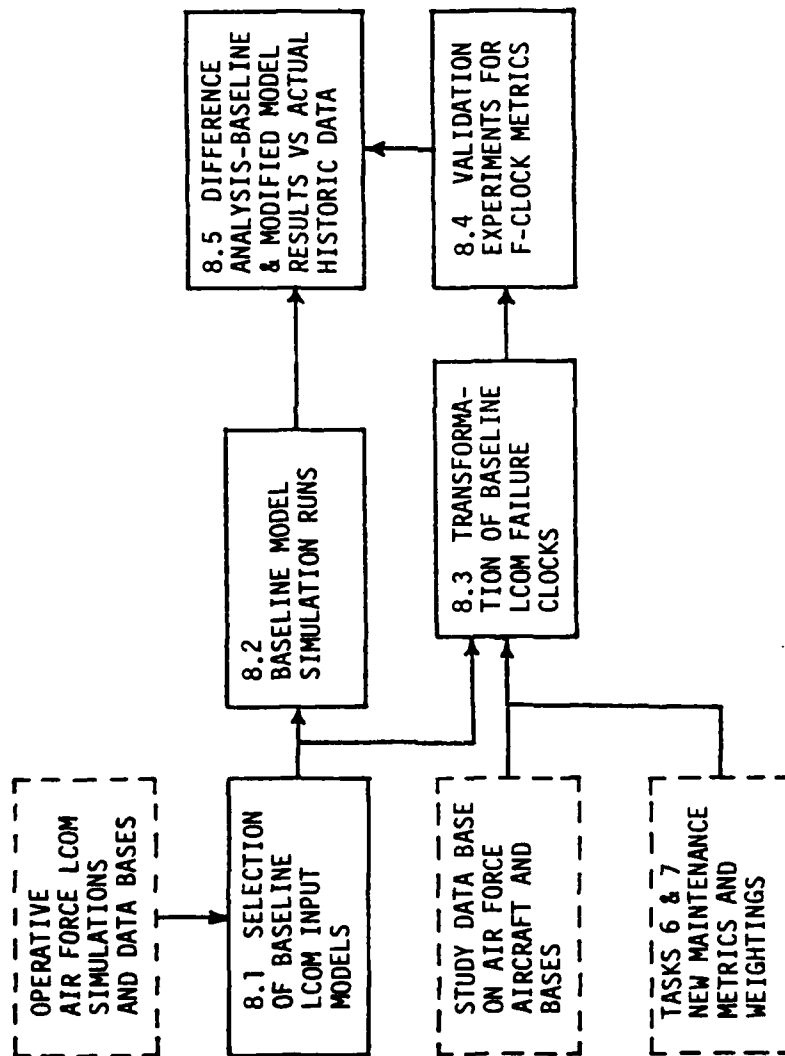 OPERATIVE
AIR FORCE LCOM
SIMULATIONS
AND DATA BASES
8.1 SELECTION
OF BASELINE
LCOM INPUT
MODELS
STUDY DATA BASE
ON AIR FORCE
AIRCRAFT AND
BASES
TASKS 6 & 7
NEW MAINTENANCE
METRICS AND
WEIGHTINGS
8.2
BASELINE MODEL
SIMULATION RUNS
8.3 TRANSFORMA-
TION OF BASELINE
LCOM FAILURE
CLOCKS
8.5 DIFFERENCE
ANALYSIS-BASELINE
& MODIFIED MODEL
RESULTS VS ACTUAL
HISTORIC DATA
8.4 VALIDATION
EXPERIMENTS FOR
F-CLOCK METRICS